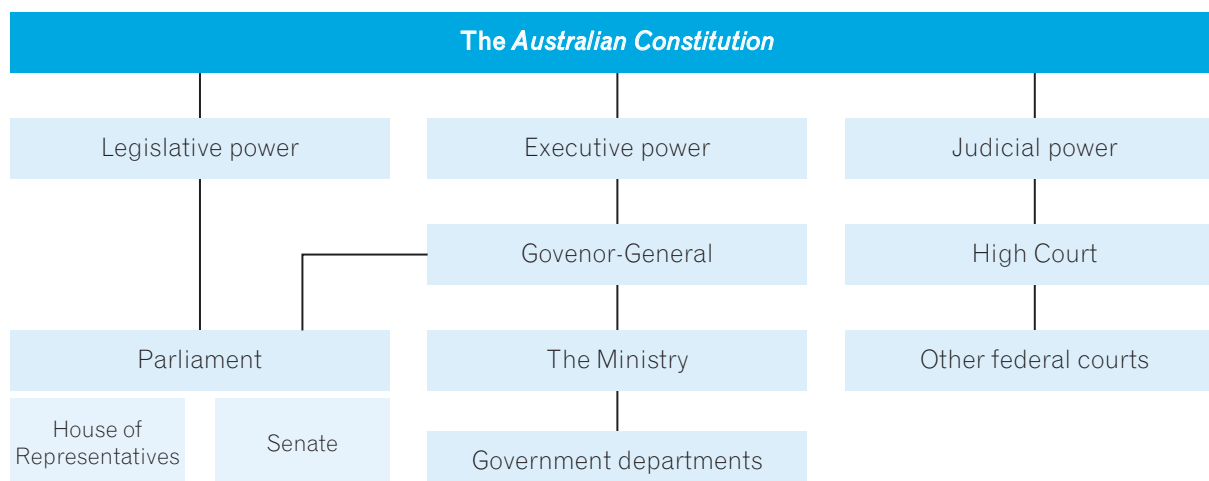 The Australian Constitution
Legislative power
Executive power
Judicial power
Govenor-General
High Court
Parliament
The Ministry
Other federal courts
House of
Representatives
Senate
Government departments